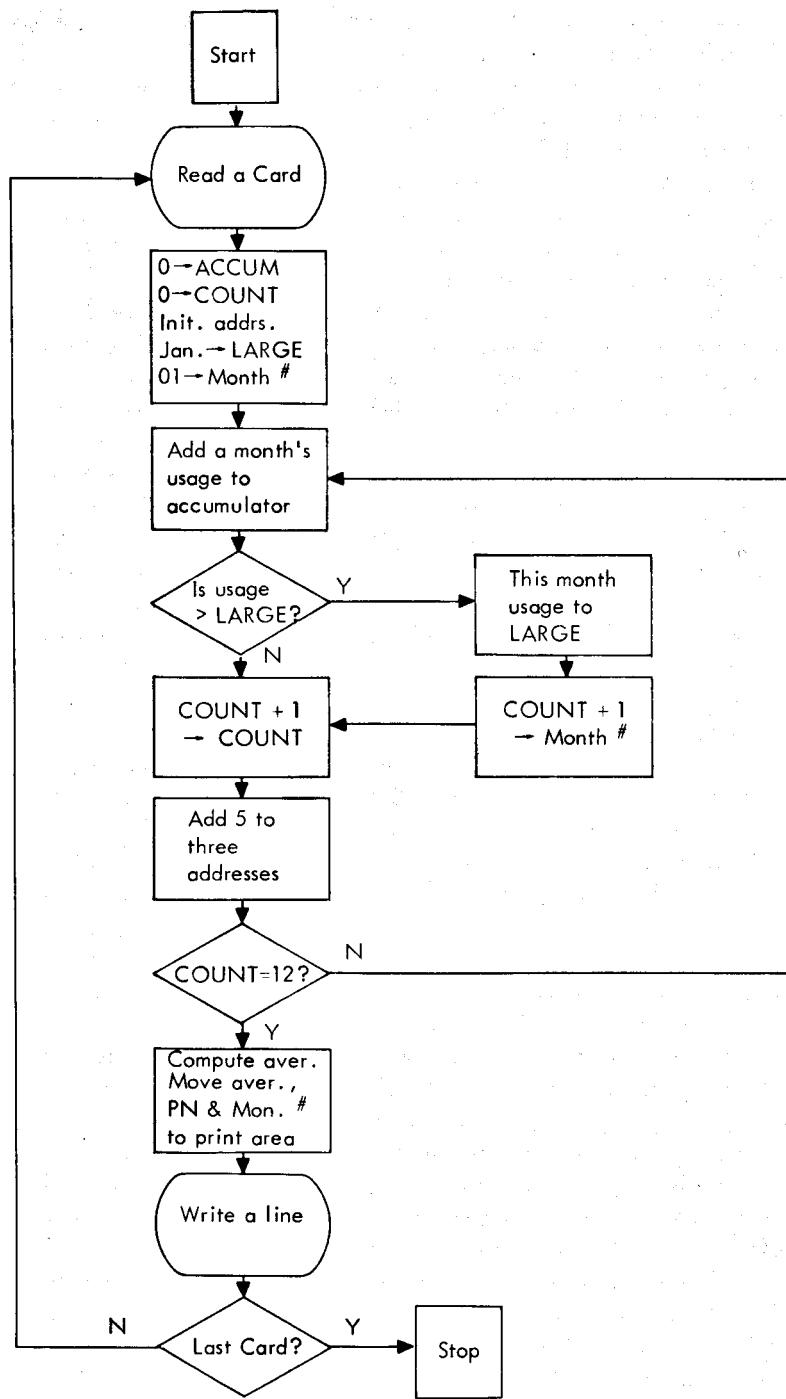 Start
Read a Card
0→ACCUM
0→COUNT
Init. addrs.
Jan.→ LARGE
01→Month #
Add a month's
usage to
accumulator
Is usage
> LARGE?
Y
N
This month
usage to
LARGE
COUNT + 1
→ Month #
COUNT + 1
→ COUNT
Add 5 to
three
addresses
COUNT=12?
N
Y
Compute aver.
Move aver.,
PN & Mon. #
to print area
Write a line
Last Card?
N
Y
Stop